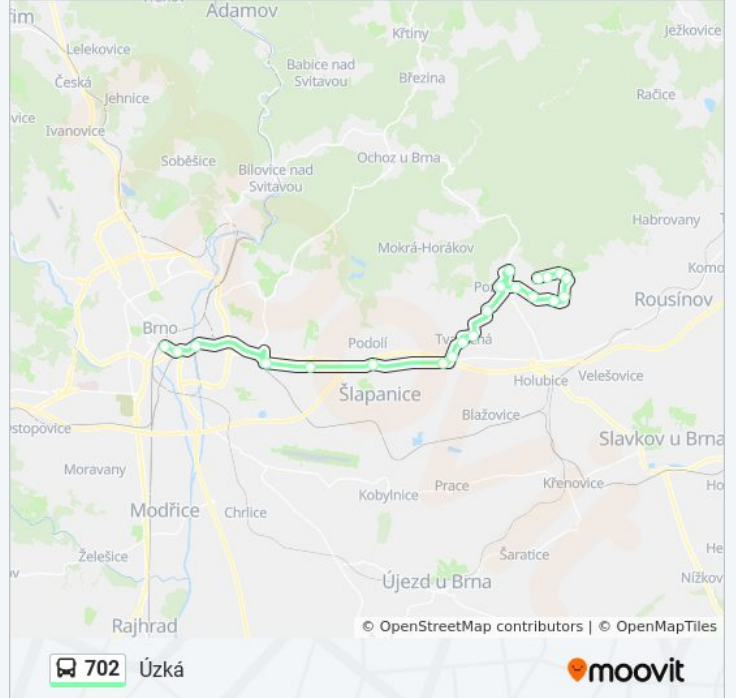 Adamov
Křtiny
Ježkovice
Lelekovice
Babice nad
Svitavou
Březina
Česká
Jehnice
Račice
Ivanovice
Ochoz u Brna
Soběšice
Bílovice nad
Svitavou
Habrovany
Mokrá-Horákov
Rousínov
Brno
Podolí
Holubice
Velešovice
Šlapanice
Blažovice
Slavkov u Brna
Moravany
Prace
Křenovice
Kobylnice
Modřice
Chrlice
Šaratice
Želešice
Újezd u Brna
Nížkov
Rajhrad
© OpenStreetMap contributors | © OpenMapTiles
702 Úzká
moovit